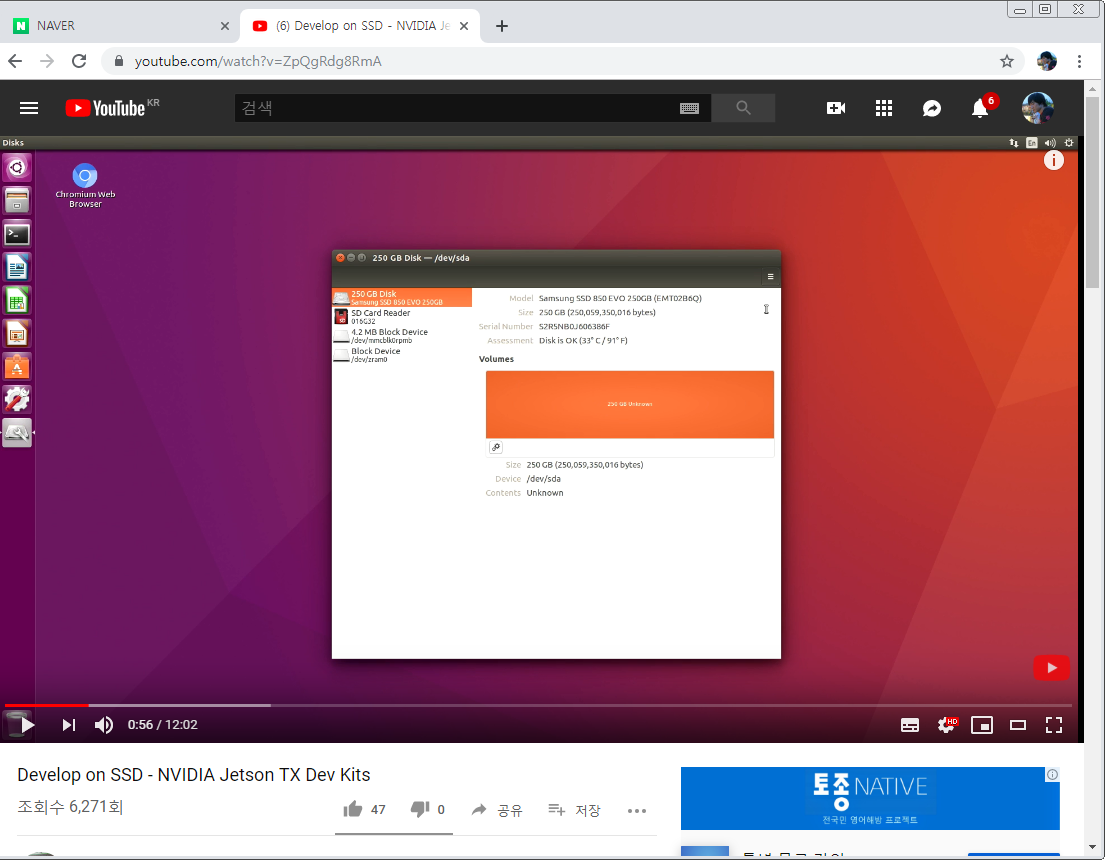 NAVER
(6) Develop on SSD - NVIDIA Je
youtube.com/watch?v=ZpQgRdg8RmA
YouTube KR
검색
6
Disks
En
Chromium Web
Browser
250 GB Disk — /dev/sda
250 GB Disk
Samsung SSD 850 EVO 250GB
SD Card Reader
016G32
4.2 MB Block Device
/dev/mmcblk0rpmb
Block Device
/dev/zram0
Model Samsung SSD 850 EVO 250GB (EMT02B6Q)
Size 250 GB (250,059,350,016 bytes)
Serial Number S2R5NB0J606386F
Assessment Disk is OK (33° C / 91° F)
Volumes
250 GB Unknown
Size 250 GB (250,059,350,016 bytes)
Device /dev/sda
Contents Unknown
0:56 / 12:02
HD
Develop on SSD - NVIDIA Jetson TX Dev Kits
조회수 6,271회
47
0
공유
저장
토종 NATIVE
전국민 영어해방 프로젝트